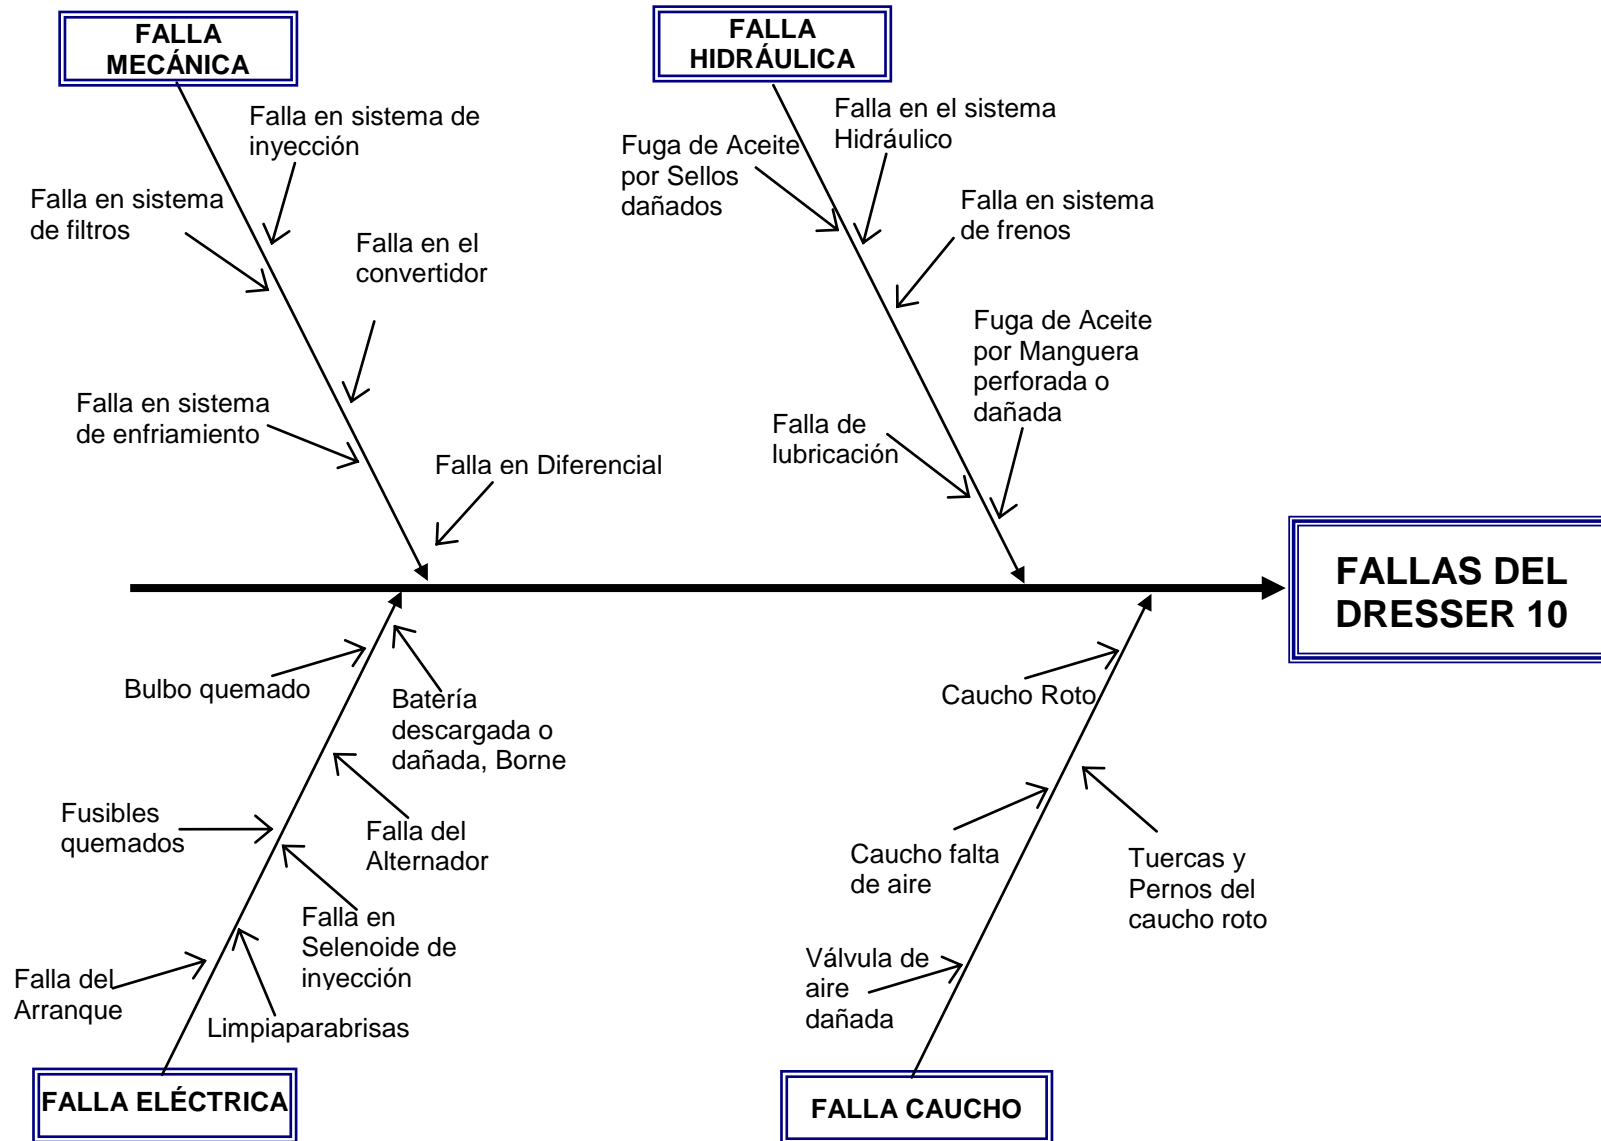 FALLA
MECÁNICA
FALLA
HIDRÁULICA
Falla en sistema de
inyección
Falla en sistema
de filtros
Falla en el
convertidor
Falla en sistema
de enfriamiento
Falla en Diferencial
Fuga de Aceite
por Sellos
dañados
Falla en el sistema
Hidráulico
Falla en sistema
de frenos
Fuga de Aceite
por Manguera
perforada o
dañada
Falla de
lubricación
FALLAS DEL
DRESSER 10
Bulbo quemado
Batería
descargada o
dañada, Borne
Fusibles
quemados
Falla del
Alternador
Falla en
Selenoide de
inyección
Falla del
Arranque
Limpiaparabrisas
FALLA ELÉCTRICA
Caucho Roto
Caucho falta
de aire
Tuercas y
Pernos del
caucho roto
Válvula de
aire
dañada
FALLA CAUCHO